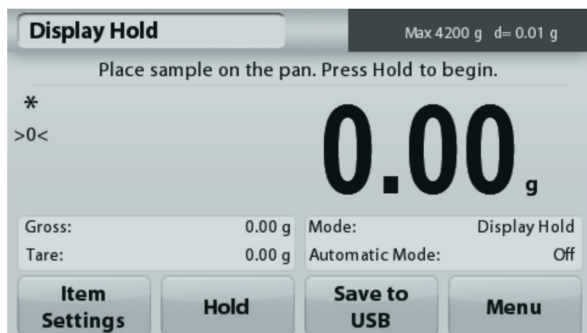 Display Hold
Max 4200 g d= 0.01 g
Place sample on the pan. Press Hold to begin.
*
>0<
0.00 g
Gross: 0.00 g
Tare: 0.00 g
Mode: Display Hold
Automatic Mode: Off
Item Settings
Hold
Save to USB
Menu